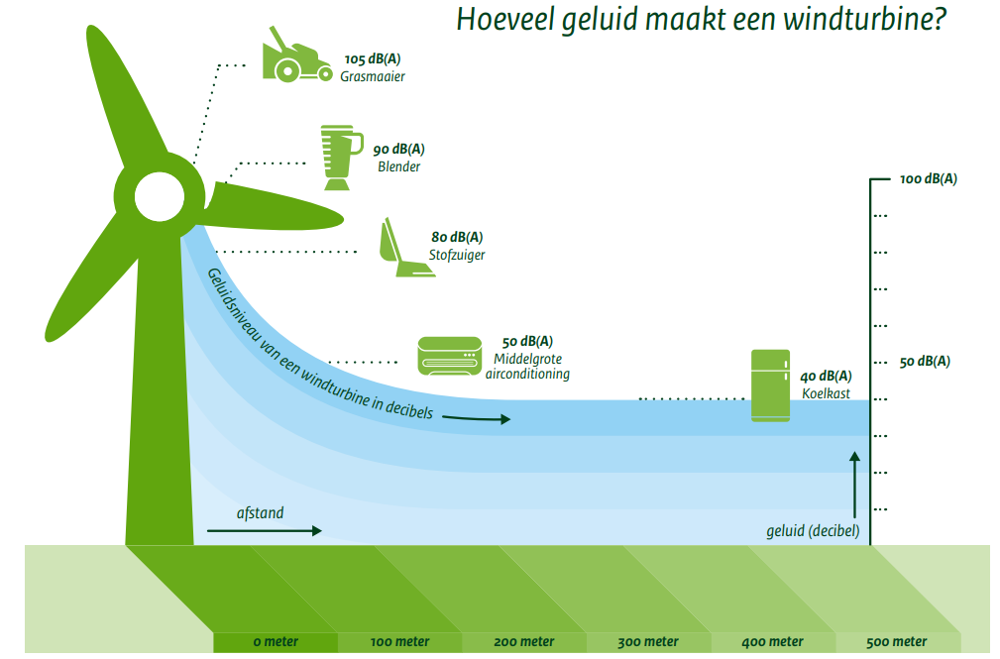 Hoeveel geluid maakt een windturbine?
105 dB(A)
Grasmaaier
90 dB(A)
Blender
100 dB(A)
80 dB(A)
Stofzuiger
Geluidsniveau van een windturbine in decibels
50 dB(A)
Middelgrote
airconditioning
50 dB(A)
40 dB(A)
Koelkast
afstand
geluid (decibel)
0 meter
100 meter
200 meter
300 meter
400 meter
500 meter